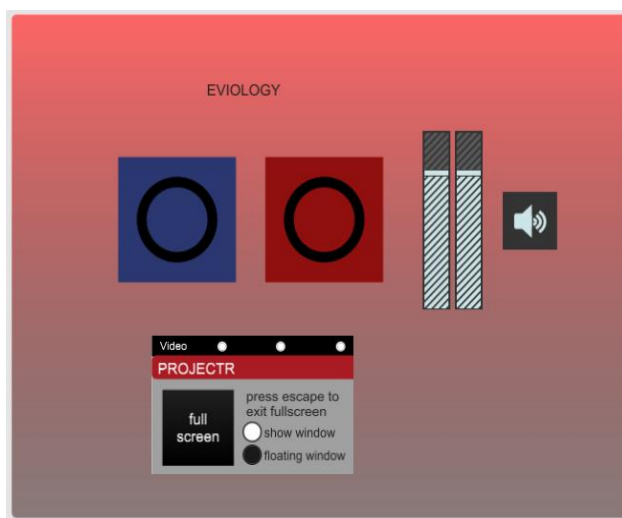 EVIOLOGY
Video
PROJECTR
full
screen
press escape to
exit fullscreen
show window
floating window